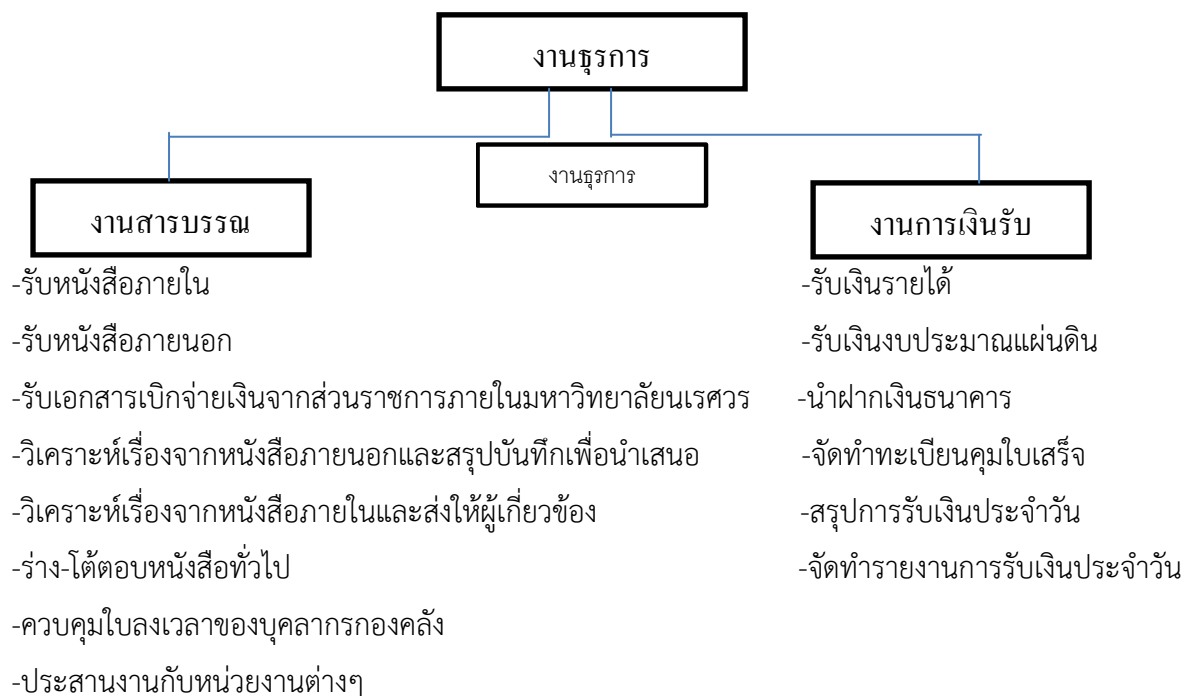 งานธุรการ
งานธุรการ
งานสารบรรณ
-รับหนังสือภายใน
-รับหนังสือภายนอก
-รับเอกสารเบิกจ่ายเงินจากส่วนราชการภายในมหาวิทยาลัยนเรศวร
-วิเคราะห์เรื่องจากหนังสือภายนอกและสรุปบันทึกเพื่อนำเสนอ
-วิเคราะห์เรื่องจากหนังสือภายในและส่งให้ผู้เกี่ยวข้อง
-ร่าง-โต้ตอบหนังสือทั่วไป
-ควบคุมใบลงเวลาของบุคลากรกองคลัง
-ประสานงานกับหน่วยงานต่างๆ
งานการเงินรับ
-รับเงินรายได้
-รับเงินงบประมาณแผ่นดิน
-นำฝากเงินธนาคาร
-จัดทำทะเบียนคุมใบเสร็จ
-สรุปการรับเงินประจำวัน
-จัดทำรายงานการรับเงินประจำวัน